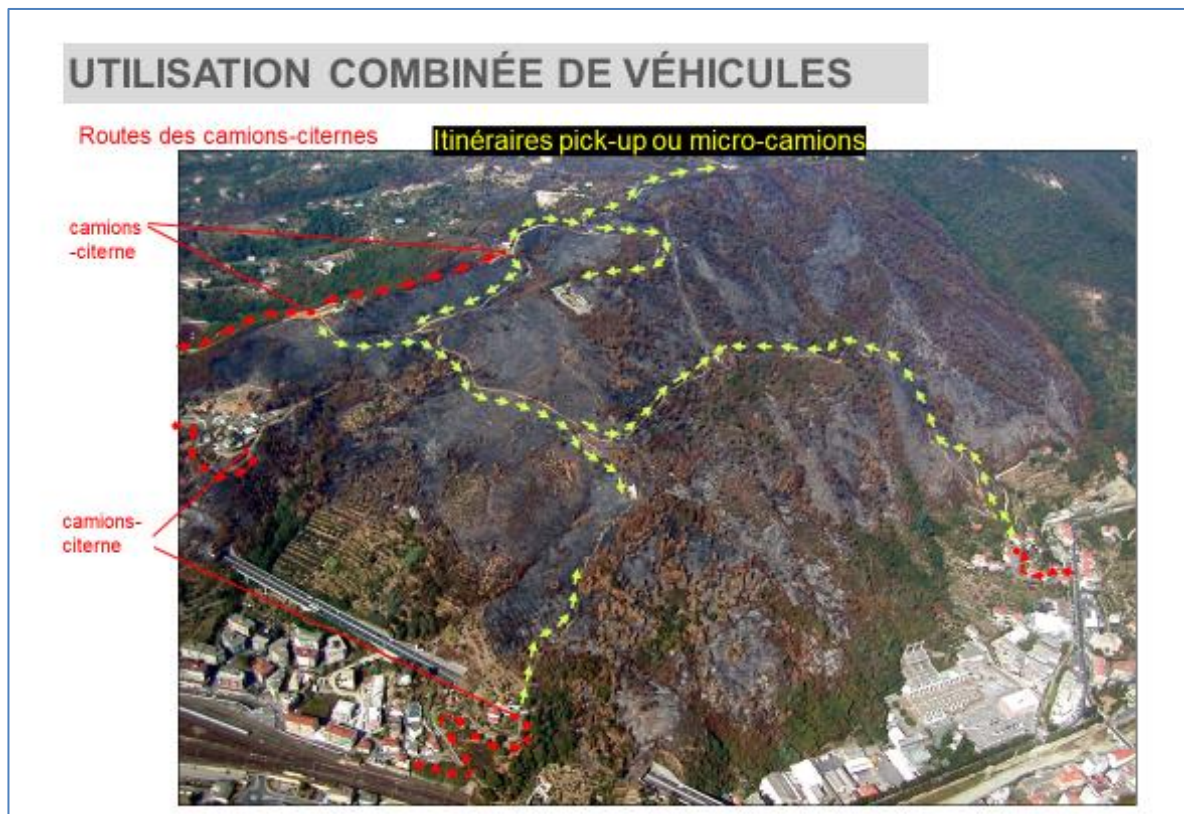 UTILISATION COMBINÉE DE VÉHICULES
Routes des camions-citernes
Itinéraires pick-up ou micro-camions
camions
-citerne
camions-
citerne